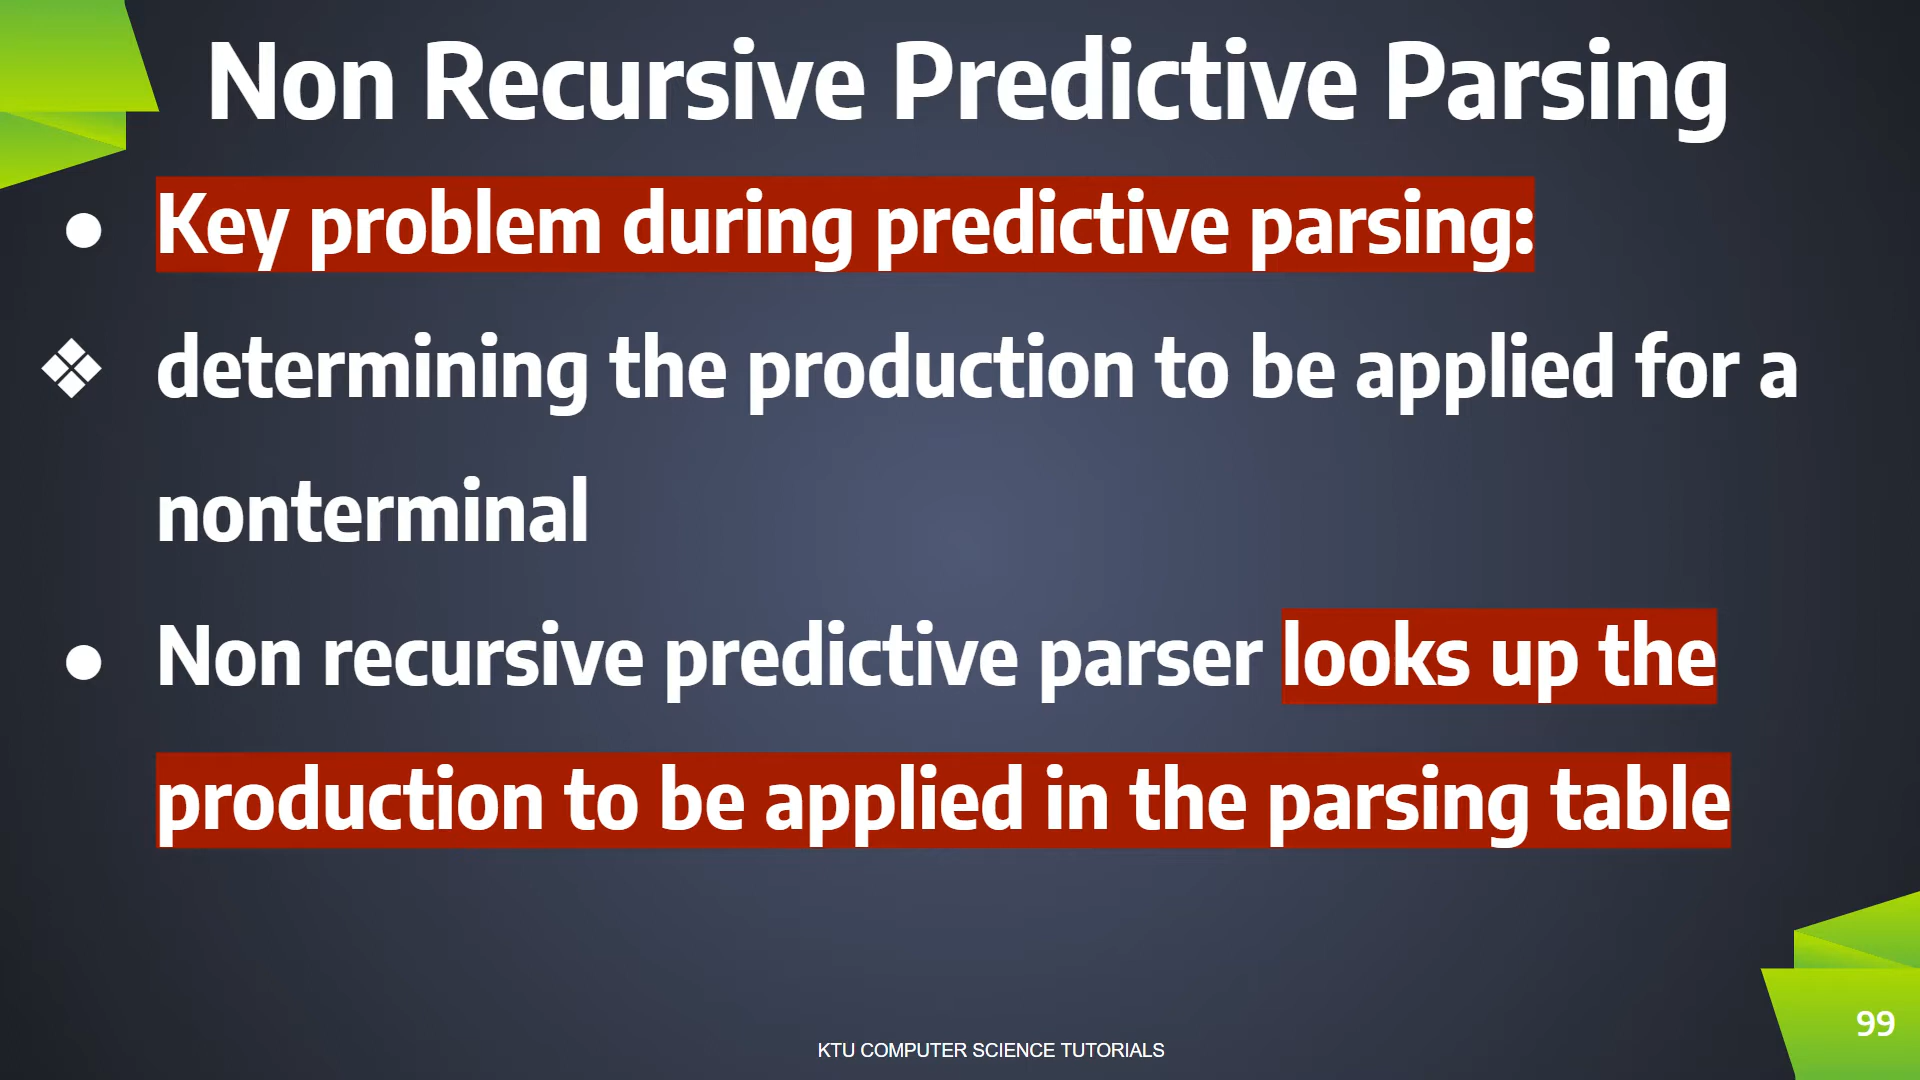 Non Recursive Predictive Parsing
● Key problem during predictive parsing:
❖ determining the production to be applied for a
nonterminal
● Non recursive predictive parser looks up the
production to be applied in the parsing table
KTU COMPUTER SCIENCE TUTORIALS
99